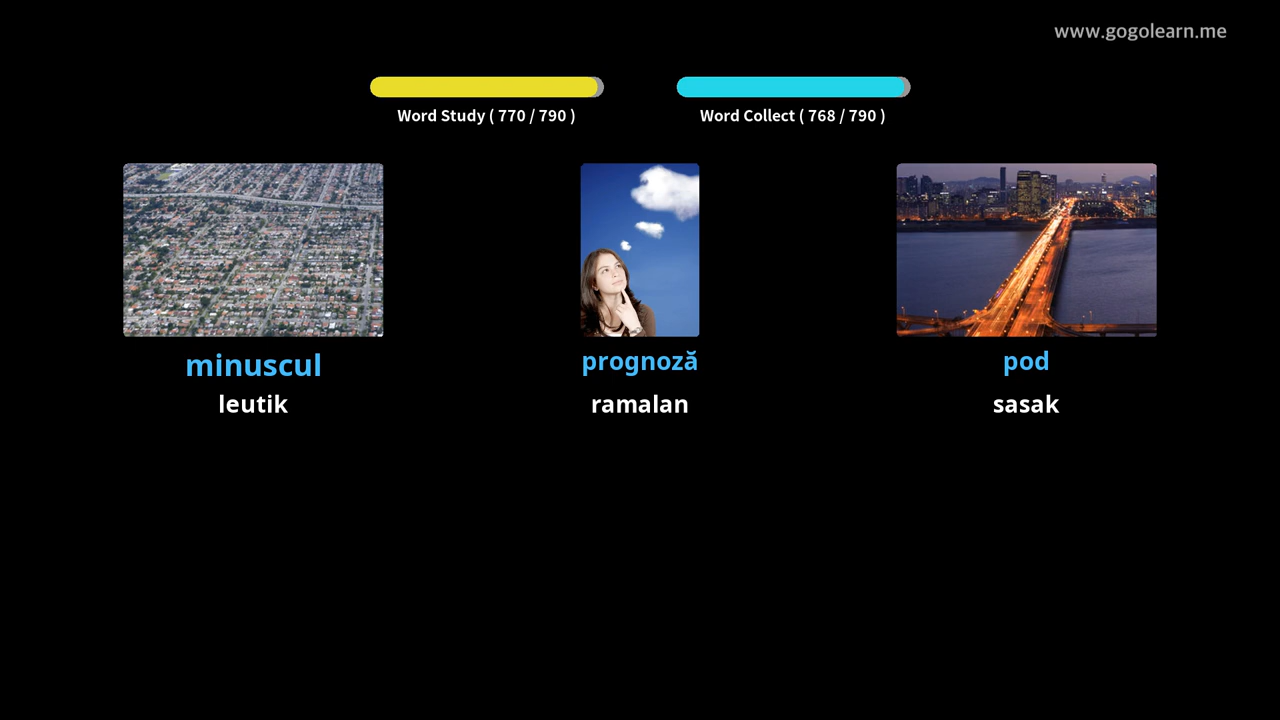 www.gogolearn.me
Word Study ( 770 / 790 )
Word Collect ( 768 / 790 )
minuscul
leutik
prognoză
ramalan
pod
sasak